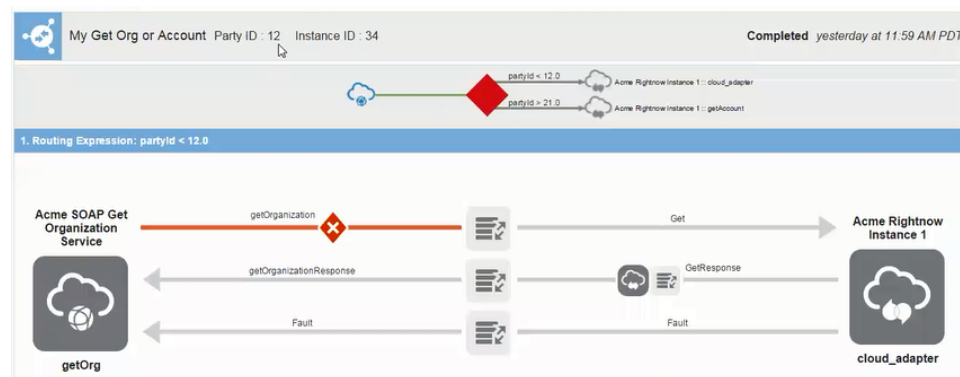 My Get Org or Account Party ID : 12 Instance ID : 34
Completed yesterday at 11:59 AM PDT
partyId < 12.0
Acme Rightnow Instance 1 :: cloud_adapter
partyId > 21.0
Acme Rightnow Instance 1 :: getAccount
1. Routing Expression: partyId < 12.0
Acme SOAP Get
Organization
Service
getOrganization
Get
Acme Rightnow
Instance 1
getOrganizationResponse
GetResponse
Fault
Fault
getOrg
cloud_adapter